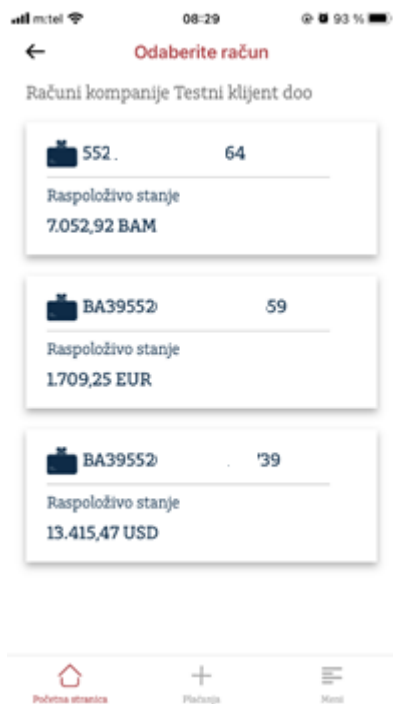 m:tel 08:29 93 %
Odaberite račun
Računi kompanije Testni klijent doo
552 64
Raspoloživo stanje
7.052,92 BAM
BA39552 59
Raspoloživo stanje
1.709,25 EUR
BA39552 739
Raspoloživo stanje
13.415,47 USD
Početna stranica Plaćanja Meni